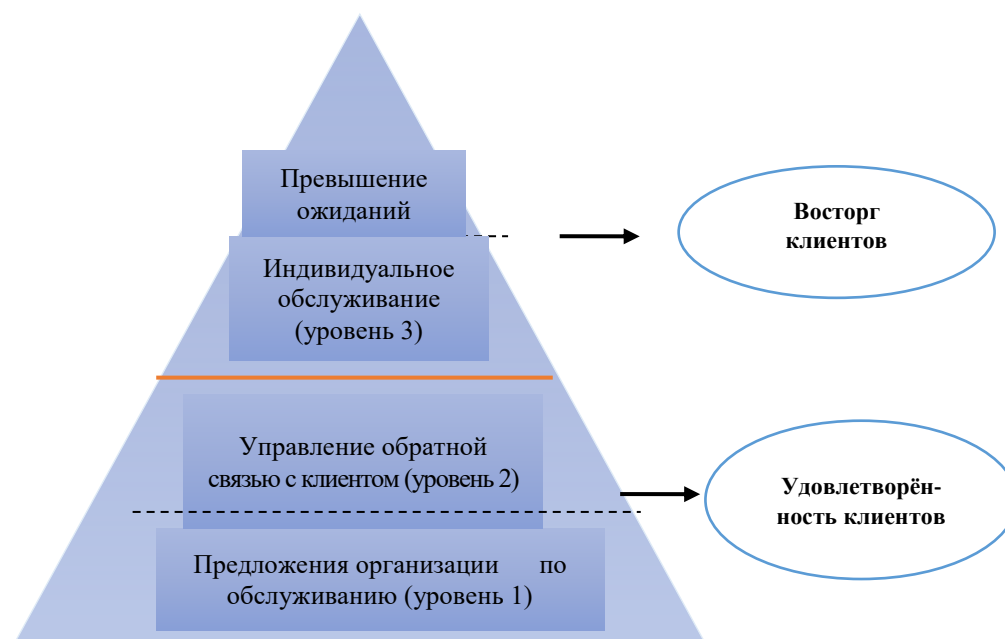 Превышение
ожиданий
Восторг
клиентов
Индивидуальное
обслуживание
(уровень 3)
Управление обратной
связью с клиентом (уровень 2)
Удовлетворён-
ность клиентов
Предложения организации по
обслуживанию (уровень 1)